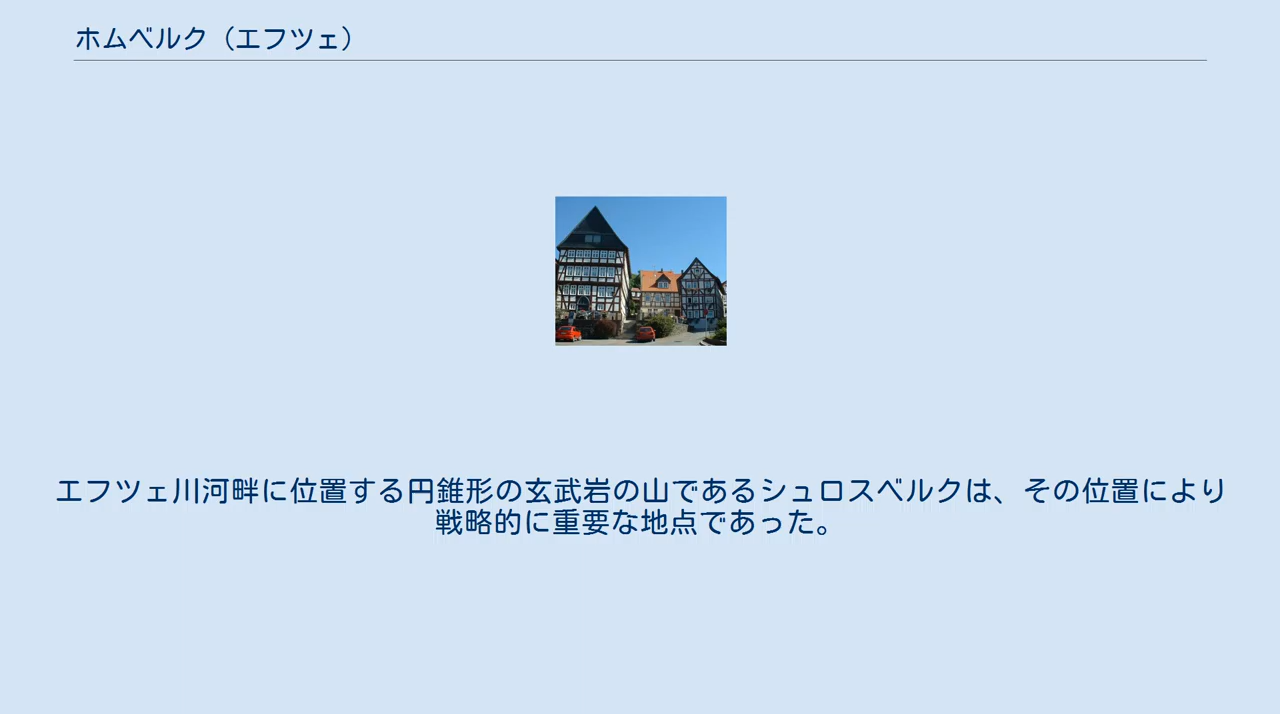 ホムベルク（エフツェ）
エフツェ川河畔に位置する円錐形の玄武岩の山であるシュロスベルクは、その位置により
戦略的に重要な地点であった。